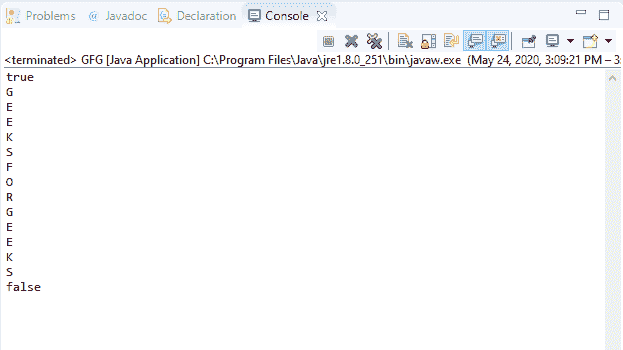 Problems @ Javadoc Declaration Console
<terminated> GFG [Java Application] C:\Program Files\Java\jre1.8.0_251\bin\javaw.exe (May 24, 2020, 3:09:21 PM – 3:
true
G
E
E
K
S
F
O
R
G
E
E
K
S
false